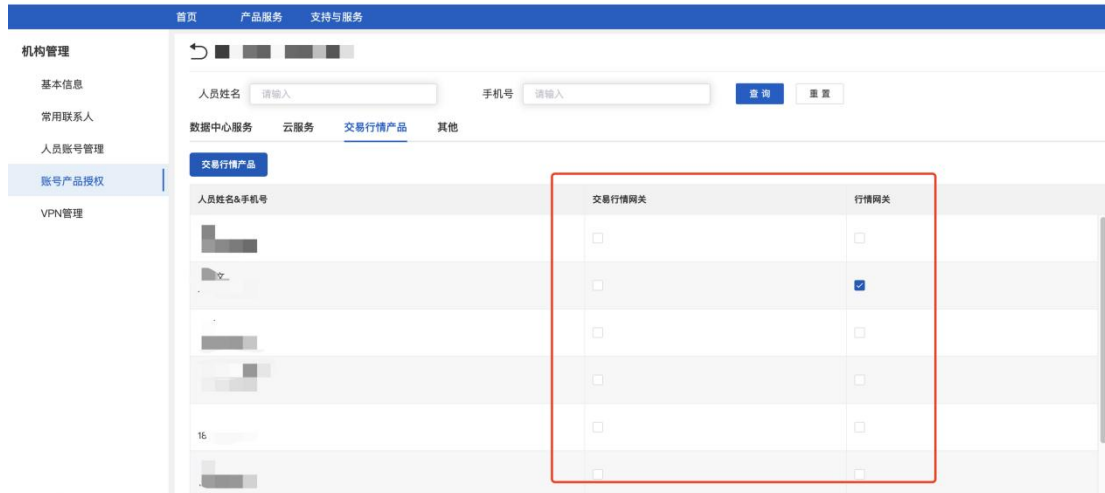 首页 产品服务 支持与服务
机构管理
基本信息
常用联系人
人员账号管理
账号产品授权
VPN管理
人员姓名 请输入 手机号 请输入 查询 重置
数据中心服务 云服务 交易行情产品 其他
交易行情产品
人员姓名&手机号 交易行情网关 行情网关
文